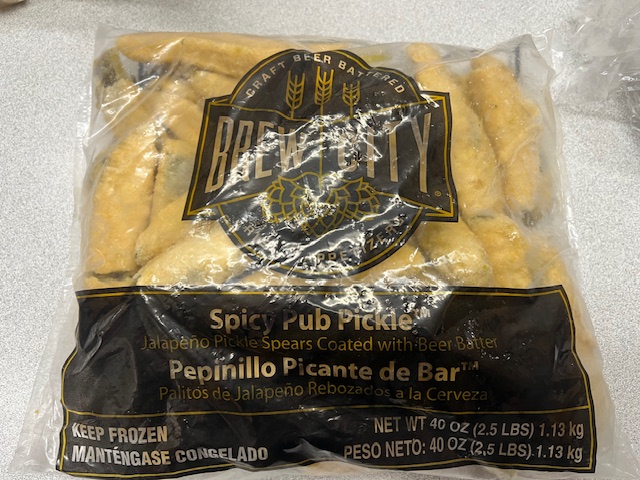 CRAFT BEER BATTERED
BREW CITY®
Spicy Pub Pickle™
Jalapeño Pickle Spears Coated with Beer Batter
Pepinillo Picante de Bar™
Palitos de Jalapeño Rebozados a la Cerveza
KEEP FROZEN
MANTÉNGASE CONGELADO
NET WT 40 OZ (2.5 LBS) 1.13 kg
PESO NETO: 40 OZ (2,5 LBS) 1.13 kg